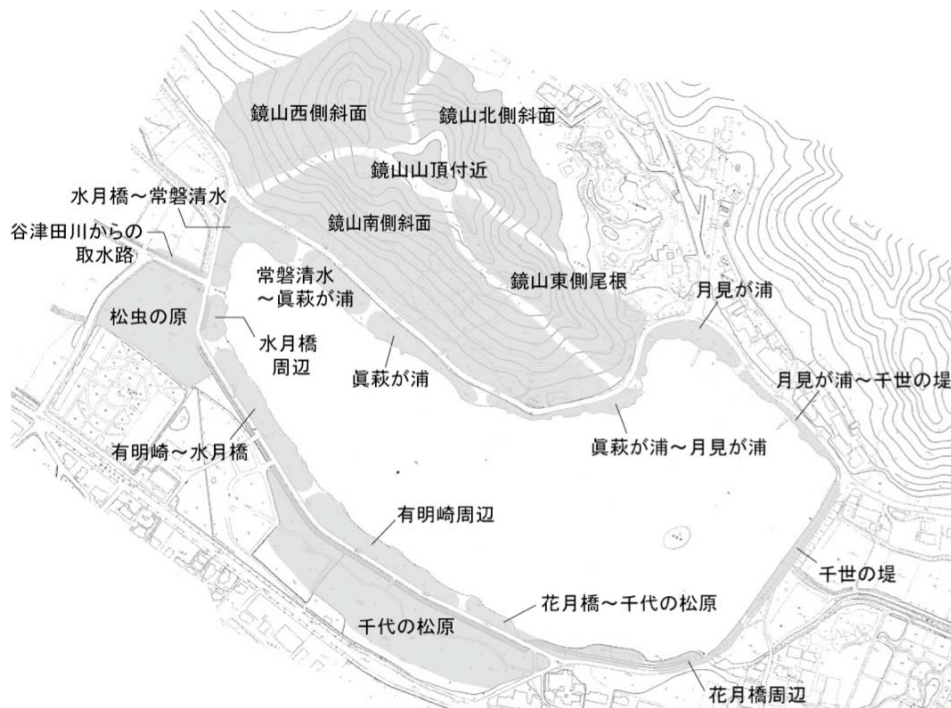 鏡山西側斜面
鏡山北側斜面
鏡山山頂付近
水月橋～常磐清水
鏡山南側斜面
谷津田川からの
取水路
常磐清水
～眞萩が浦
鏡山東側尾根
月見が浦
松虫の原
水月橋
周辺
眞萩が浦
月見が浦～千世の堤
有明崎～水月橋
眞萩が浦～月見が浦
有明崎周辺
千世の堤
花月橋～千代の松原
千代の松原
花月橋周辺